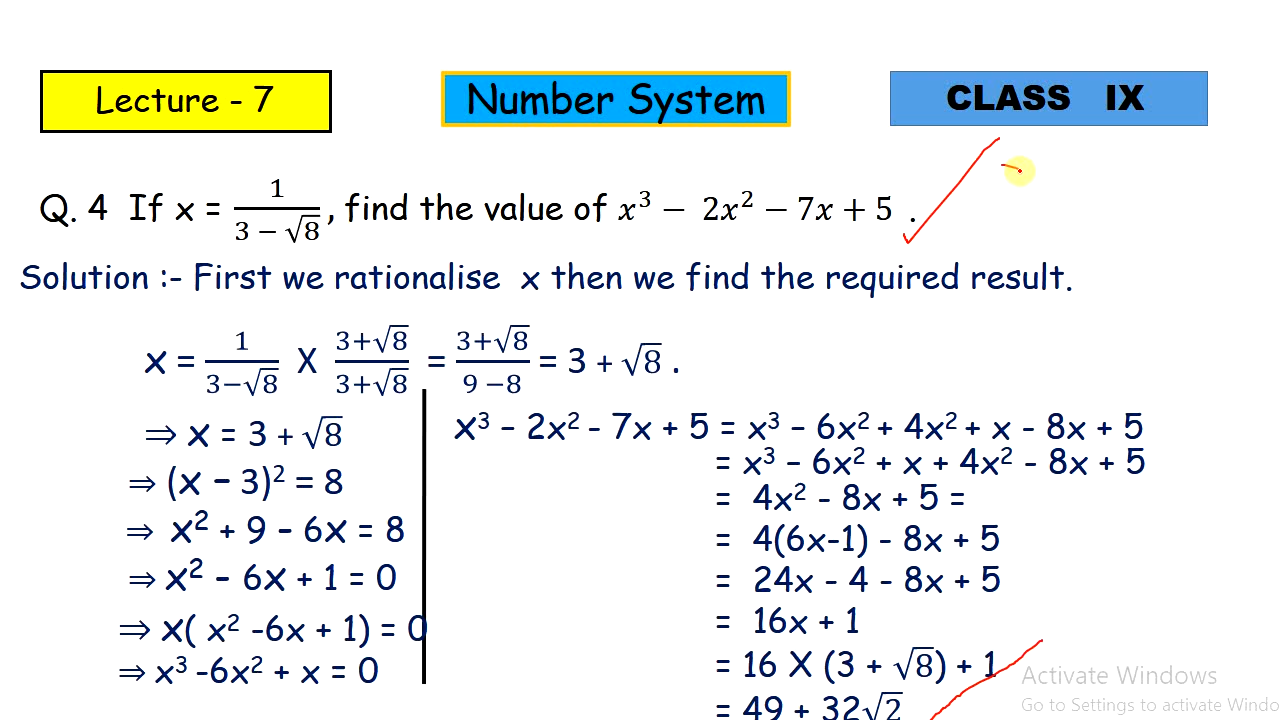 Lecture - 7
Number System
CLASS IX
Q. 4 If x = 1/(3 − √8), find the value of x³ − 2x² − 7x + 5 .
Solution :- First we rationalise x then we find the required result.
x = 1/(3−√8) X (3+√8)/(3+√8) = (3+√8)/(9 −8) = 3 + √8 .
⇒ x = 3 + √8
⇒ (x − 3)² = 8
⇒ x² + 9 − 6x = 8
⇒ x² − 6x + 1 = 0
⇒ x( x² -6x + 1) = 0
⇒ x³ -6x² + x = 0
x³ − 2x² - 7x + 5 = x³ − 6x² + 4x² + x - 8x + 5
= x³ − 6x² + x + 4x² - 8x + 5
= 4x² - 8x + 5 =
= 4(6x-1) - 8x + 5
= 24x - 4 - 8x + 5
= 16x + 1
= 16 X (3 + √8) + 1
= 49 + 32√2
Activate Windows
Go to Settings to activate Windo